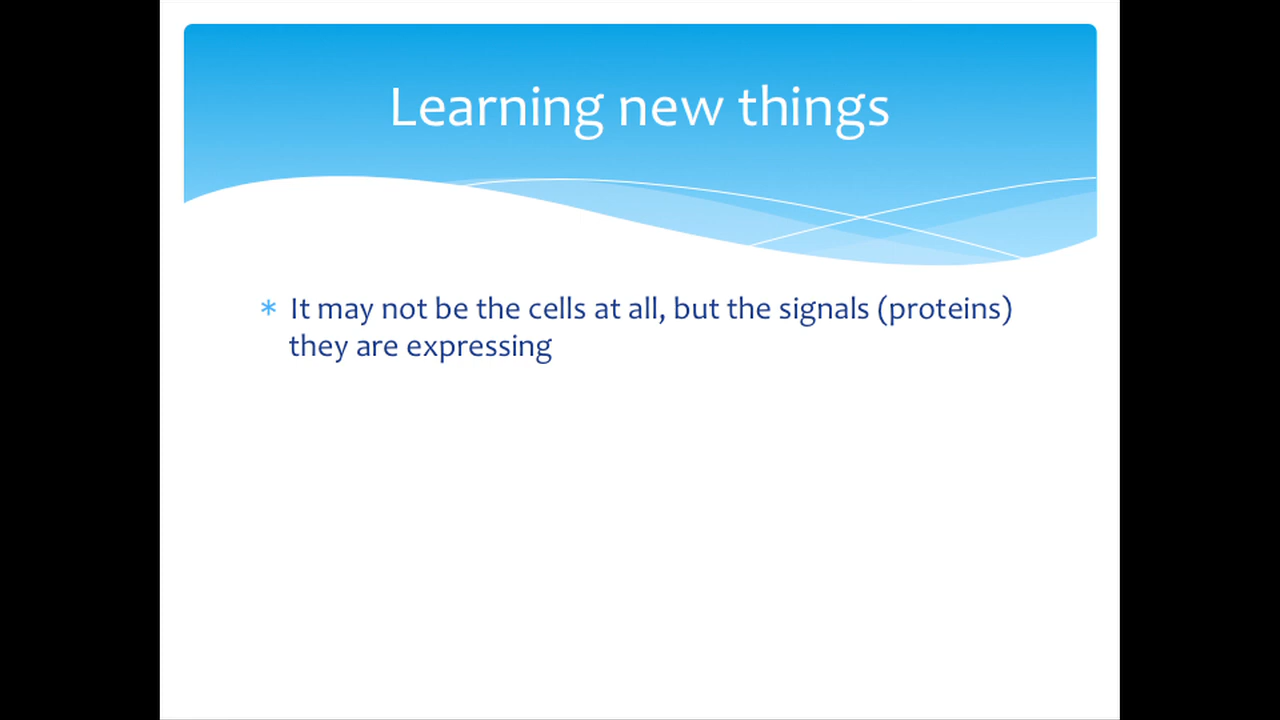 Learning new things
* It may not be the cells at all, but the signals (proteins)
they are expressing